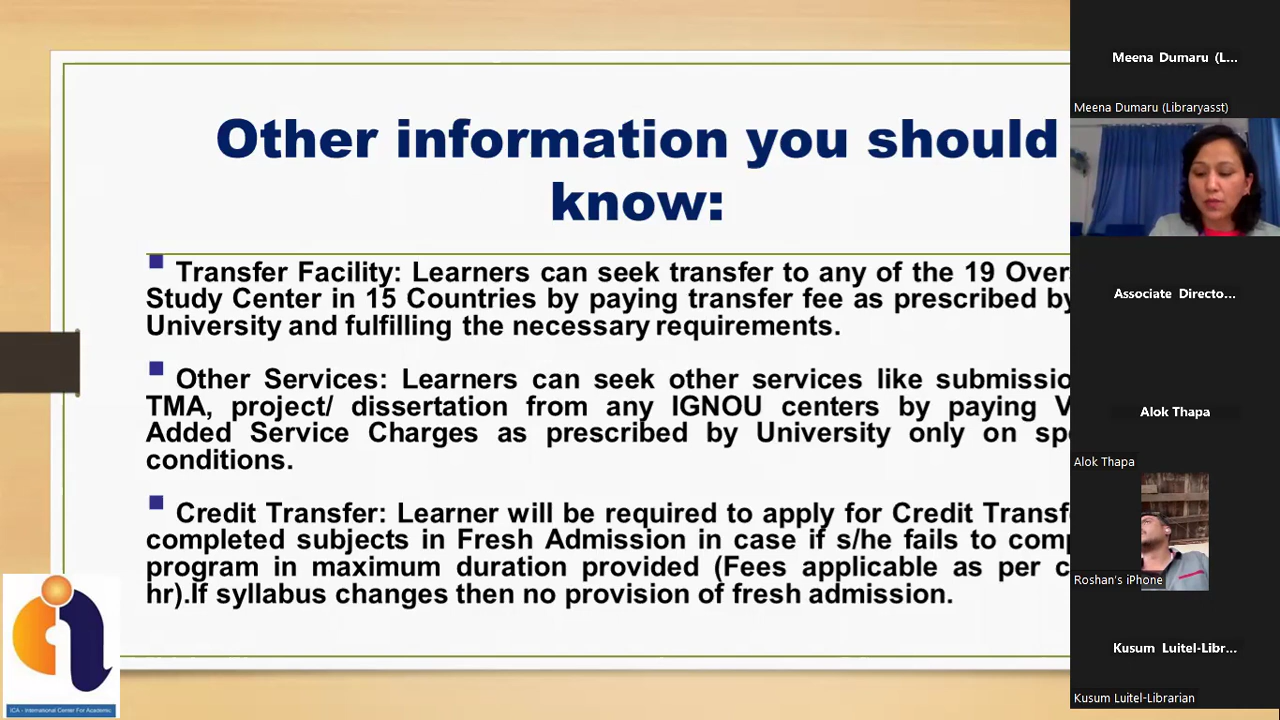 Other information you should
know:
Transfer Facility: Learners can seek transfer to any of the 19
Study Center in 15 Countries by paying transfer fee as prescribed by
University and fulfilling the necessary requirements.
Other Services: Learners can seek other services like
TMA, project/ dissertation from any IGNOU centers by paying
Added Service Charges as prescribed by University only on
conditions.
Credit Transfer: Learner will be required to apply for Credit
completed subjects in Fresh Admission in case if s/he fails to
program in maximum duration provided (Fees applicable as per
hr).If syllabus changes then no provision of fresh admission.
ICA - International Center For Academic
Meena Dumaru (L...
Meena Dumaru (Libraryasst)
Associate Directo...
Alok Thapa
Alok Thapa
Roshan's iPhone
Kusum Luitel-Libr...
Kusum Luitel-Librarian